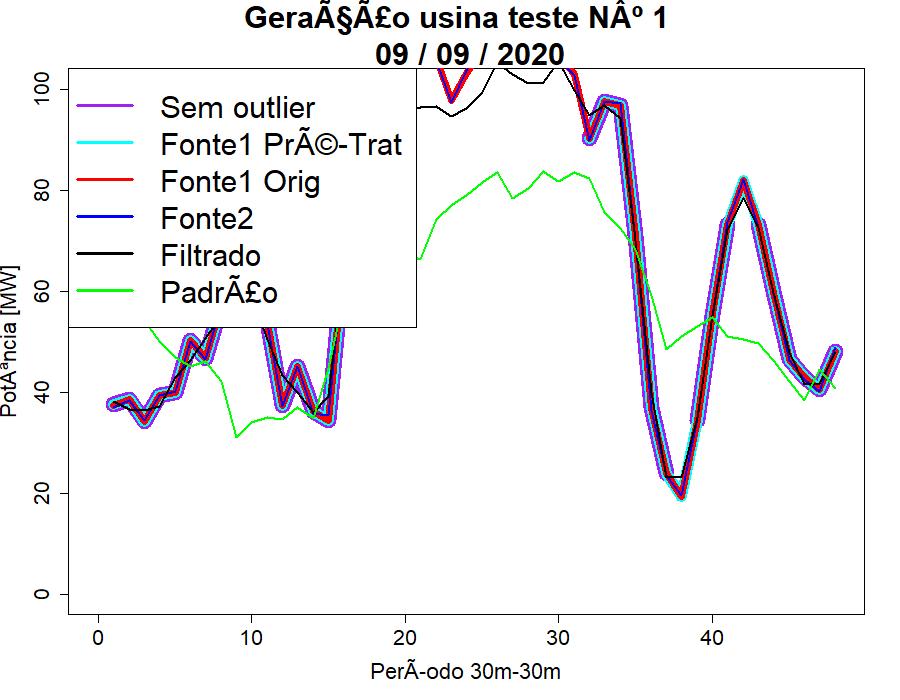 GeraÃ§Ã£o usina teste NÂº 1
09 / 09 / 2020
Sem outlier
Fonte1 PrÃ©-Trat
Fonte1 Orig
Fonte2
Filtrado
PadrÃ£o
PotÃªncia [MW]
100
80
60
40
20
0
0 10 20 30 40
PerÃ­-odo 30m-30m